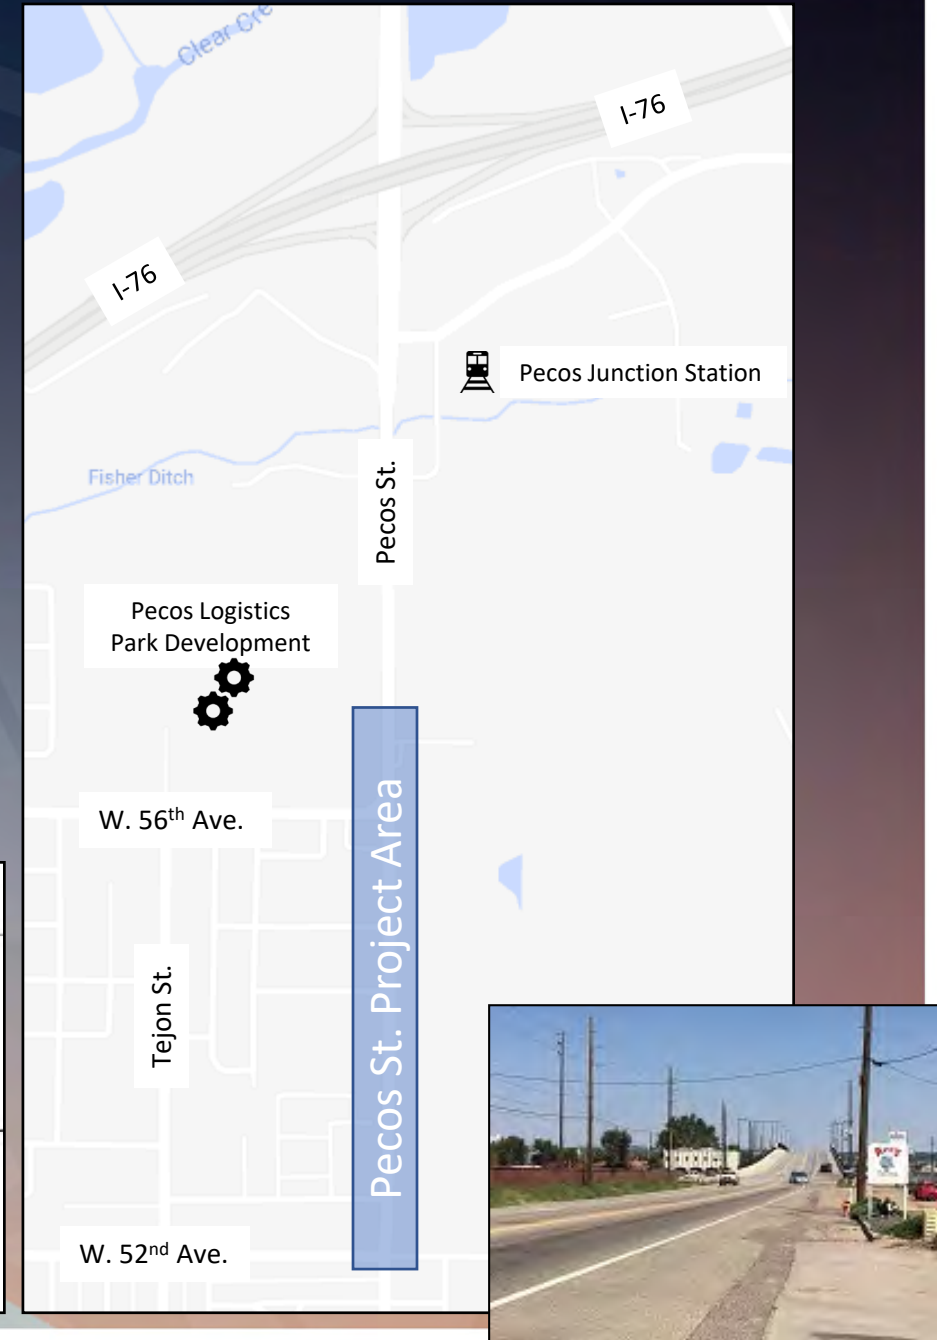 Clear Cre
I-76
I-76
Pecos Junction Station
Pecos St.
Fisher Ditch
Pecos Logistics
Park Development
W. 56th Ave.
Pecos St. Project Area
Tejon St.
W. 52nd Ave.